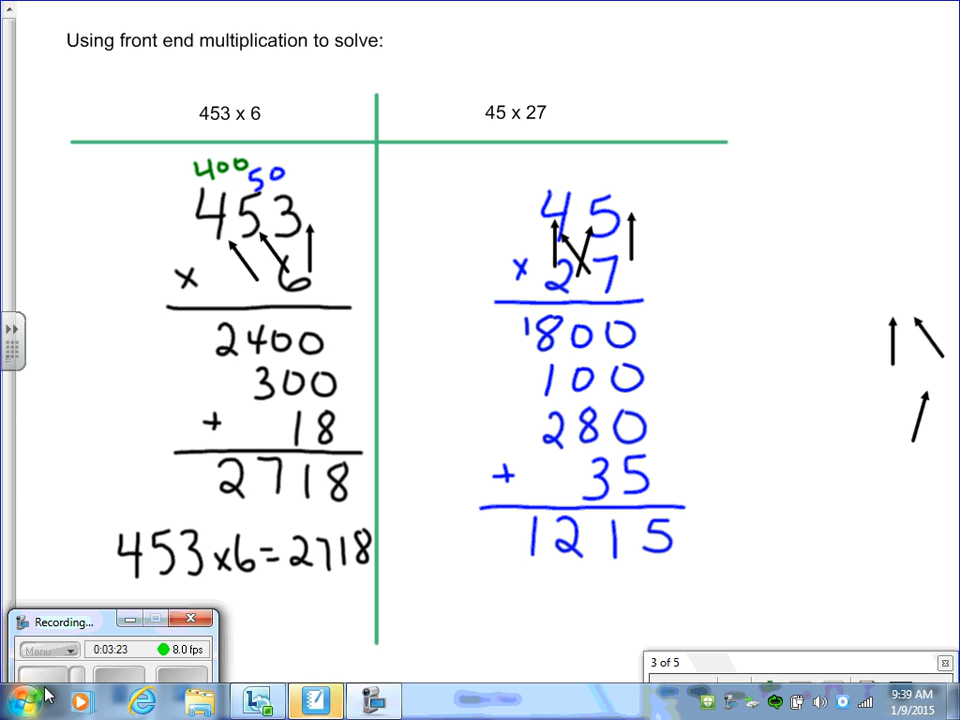 Using front end multiplication to solve:
453 x 6
400
50
453
x 6
2400
300
+ 18
2718
453 x 6 = 2718
45 x 27
45
x 27
1800
100
280
+ 35
1215
Recording...
Menu
0:03:23
8.0 fps
3 of 5
9:39 AM
1/9/2015